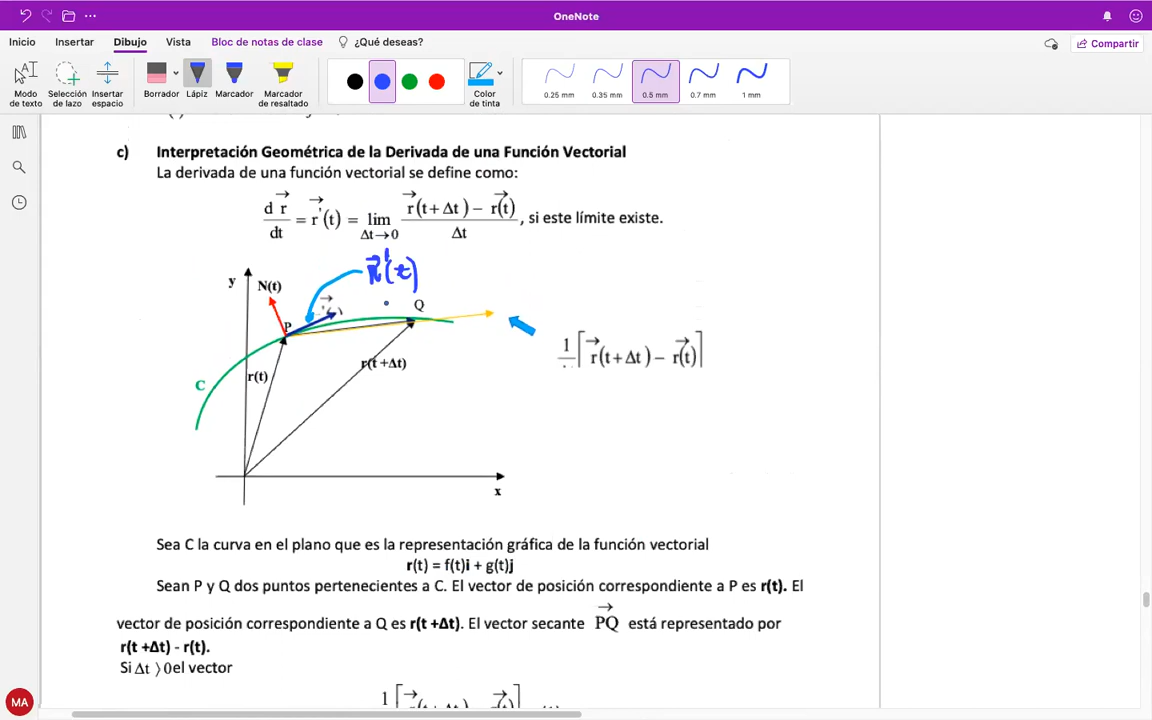 OneNote
Inicio Insertar Dibujo Vista Bloc de notas de clase ¿Qué deseas? Compartir
Modo de texto
Selección de lazo
Insertar espacio
Borrador
Lápiz
Marcador
Marcador de resaltado
Color de tinta
0.25 mm 0.35 mm 0.5 mm 0.7 mm 1 mm
c) Interpretación Geométrica de la Derivada de una Función Vectorial
La derivada de una función vectorial se define como:
d r⃗ / dt = r⃗'(t) = lim Δt→0 (r⃗(t+ Δt) − r⃗(t)) / Δt , si este límite existe.
r⃗'(t)
y N(t) Q
P
r(t +Δt)
r(t)
C
1 [r⃗(t+ Δt) − r⃗(t)]
x
Sea C la curva en el plano que es la representación gráfica de la función vectorial
r(t) = f(t)i + g(t)j
Sean P y Q dos puntos pertenecientes a C. El vector de posición correspondiente a P es r(t). El
vector de posición correspondiente a Q es r(t +Δt). El vector secante PQ⃗ está representado por
r(t +Δt) - r(t).
Si Δt 〉0el vector
MA